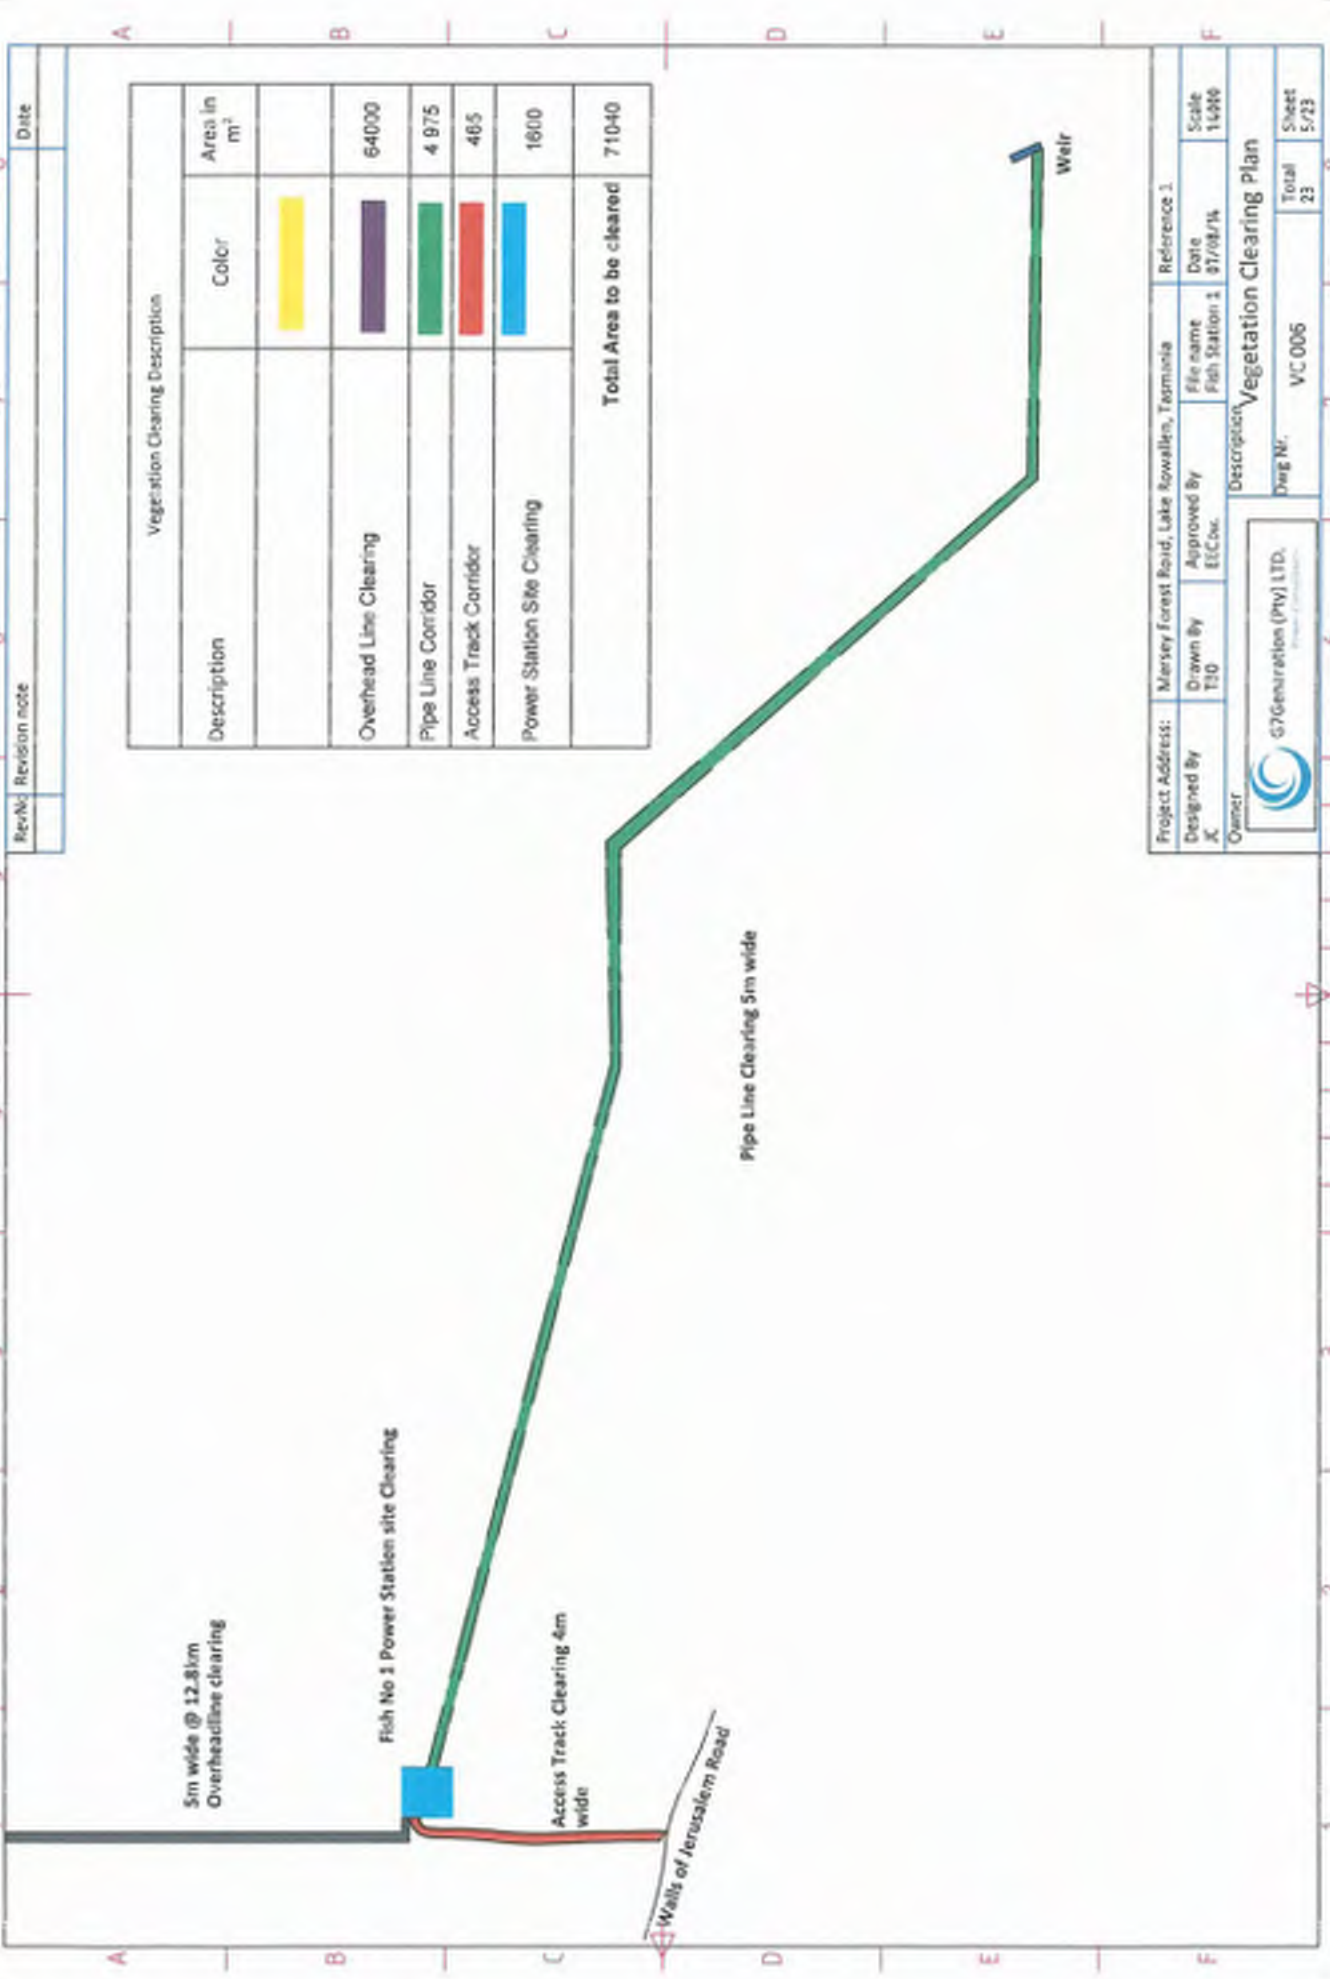 RevNo Revision note Date
Vegetation Clearing Description
Description Color Area in m²
Overhead Line Clearing 64000
Pipe Line Corridor 4 975
Access Track Corridor 465
Power Station Site Clearing 1600
Total Area to be cleared 71040
5m wide @ 12.8km
Overheadline clearing
Fish No 1 Power Station site Clearing
Access Track Clearing 4m
wide
Walls of Jerusalem Road
Pipe Line Clearing 5m wide
Weir
Project Address: Mersey Forest Road, Lake Rowallen, Tasmania Reference 1
Designed By Drawn By Approved By File name Date Scale
JC Fish Station 1 07/08/14
Owner Description
Vegetation Clearing Plan
G7Generation (Pty) LTD.
Dwg Nr. Total Sheet
VC 006 23 5/23
A B C D E F
A B C D E F